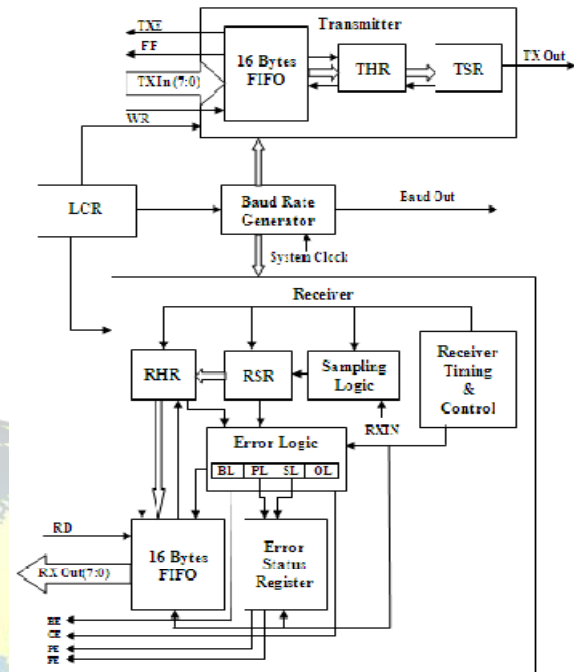 Transmitter
TXE
FF
TXIn (7:0)
WR
16 Bytes
FIFO
THR
TSR
TX Out
LCR
Baud Rate
Generator
Baud Out
System Clock
Receiver
RHR
RSR
Sampling
Logic
Receiver
Timing
&
Control
RXIN
Error Logic
BL PL SL OL
RD
16 Bytes
FIFO
RX Out(7:0)
Error
Status
Register
PE
FE